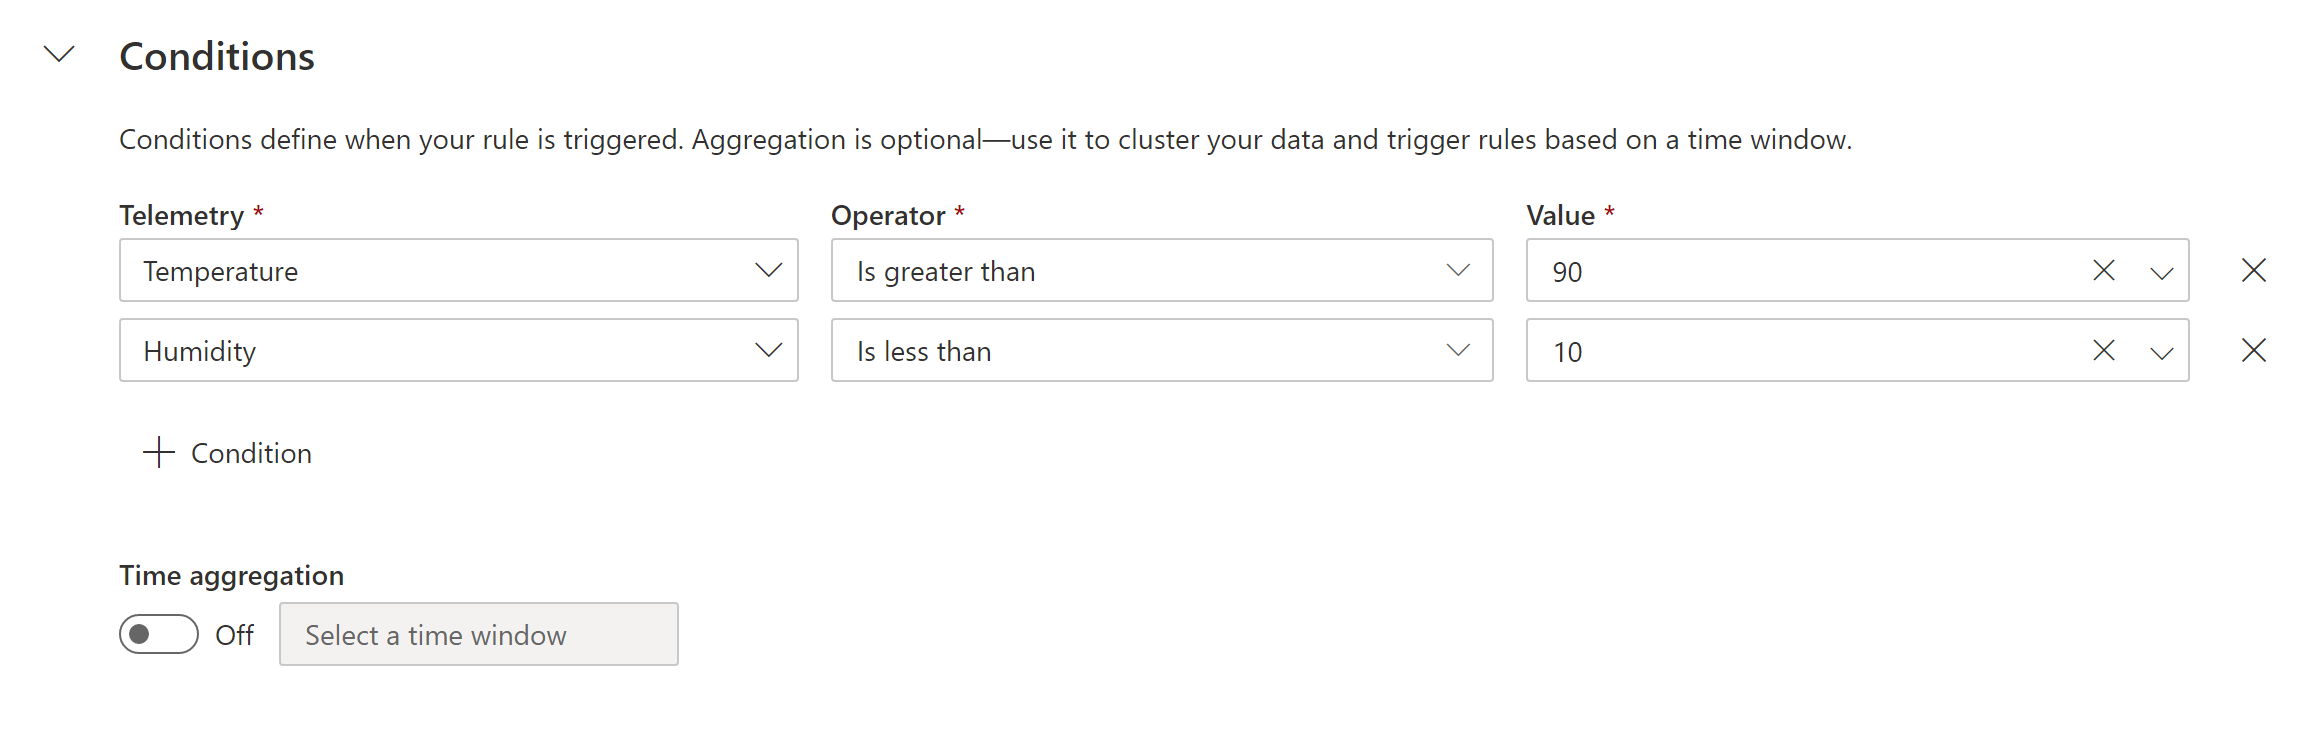 Conditions
Conditions define when your rule is triggered. Aggregation is optional—use it to cluster your data and trigger rules based on a time window.
Telemetry * Operator * Value *
Temperature Is greater than 90
Humidity Is less than 10
Condition
Time aggregation
Off Select a time window